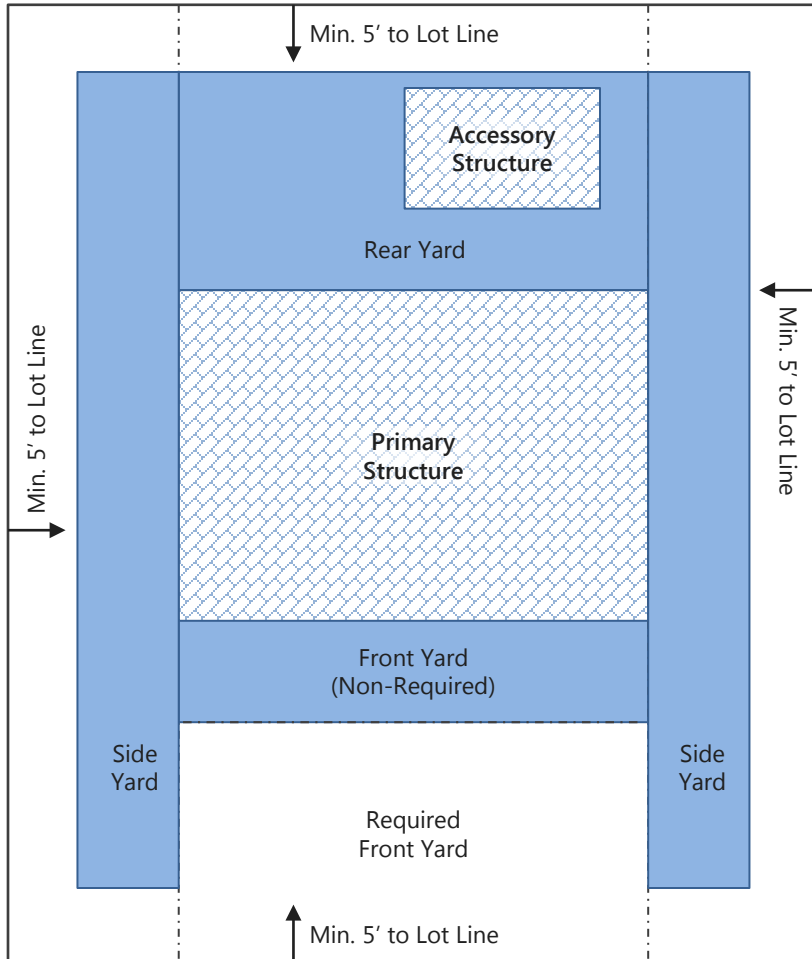 Min. 5’ to Lot Line
Accessory
Structure
Rear Yard
Min. 5’ to Lot Line
Min. 5’ to Lot Line
Primary
Structure
Front Yard
(Non-Required)
Side
Yard
Side
Yard
Required
Front Yard
Min. 5’ to Lot Line